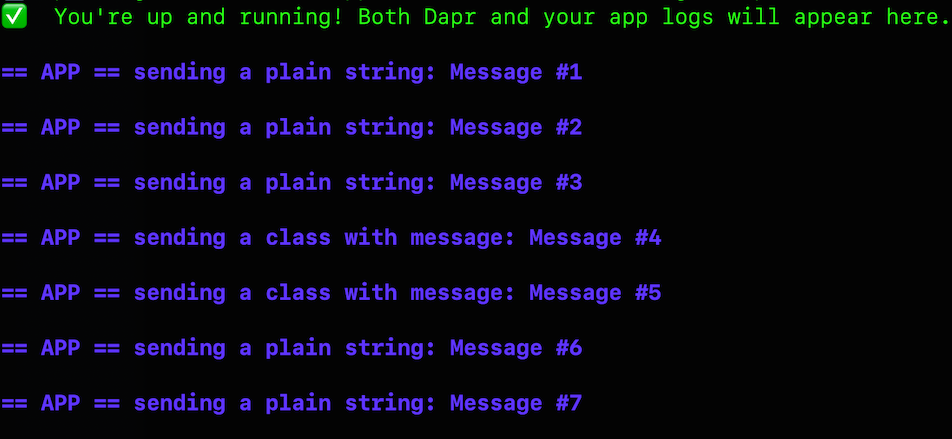 ✅ You're up and running! Both Dapr and your app logs will appear here.
== APP == sending a plain string: Message #1
== APP == sending a plain string: Message #2
== APP == sending a plain string: Message #3
== APP == sending a class with message: Message #4
== APP == sending a class with message: Message #5
== APP == sending a plain string: Message #6
== APP == sending a plain string: Message #7